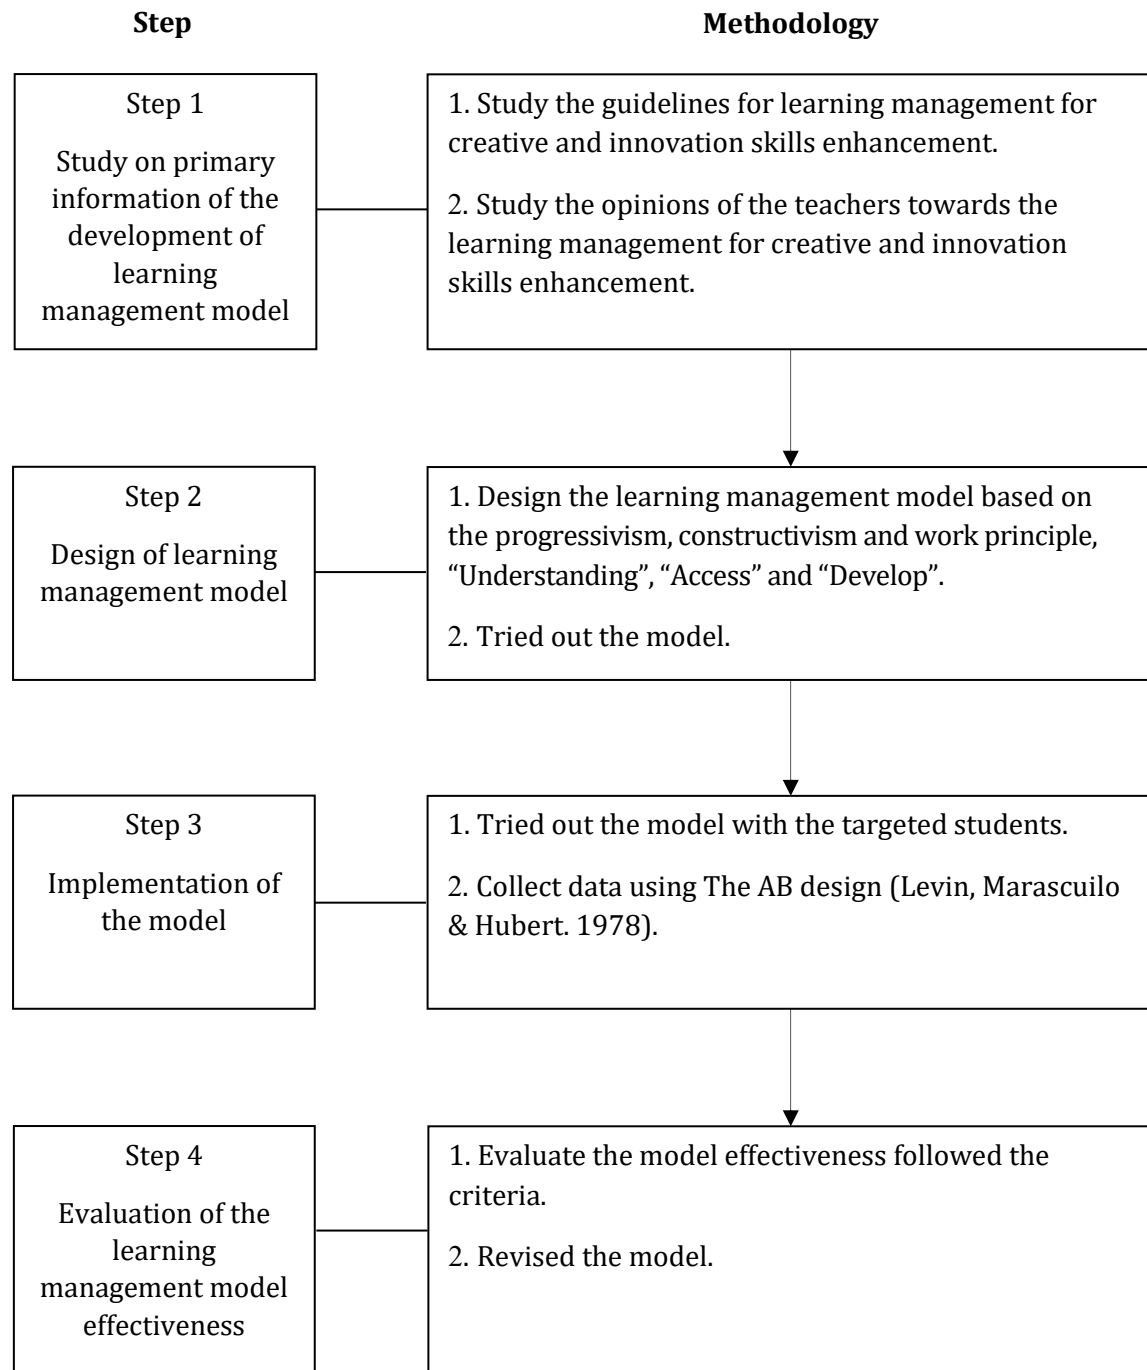 Step
Methodology
Step 1
Study on primary
information of the
development of
learning
management model
1. Study the guidelines for learning management for
creative and innovation skills enhancement.
2. Study the opinions of the teachers towards the
learning management for creative and innovation
skills enhancement.
Step 2
Design of learning
management model
1. Design the learning management model based on
the progressivism, constructivism and work principle,
“Understanding”, “Access” and “Develop”.
2. Tried out the model.
Step 3
Implementation of
the model
1. Tried out the model with the targeted students.
2. Collect data using The AB design (Levin, Marascuilo
& Hubert. 1978).
Step 4
Evaluation of the
learning
management model
effectiveness
1. Evaluate the model effectiveness followed the
criteria.
2. Revised the model.